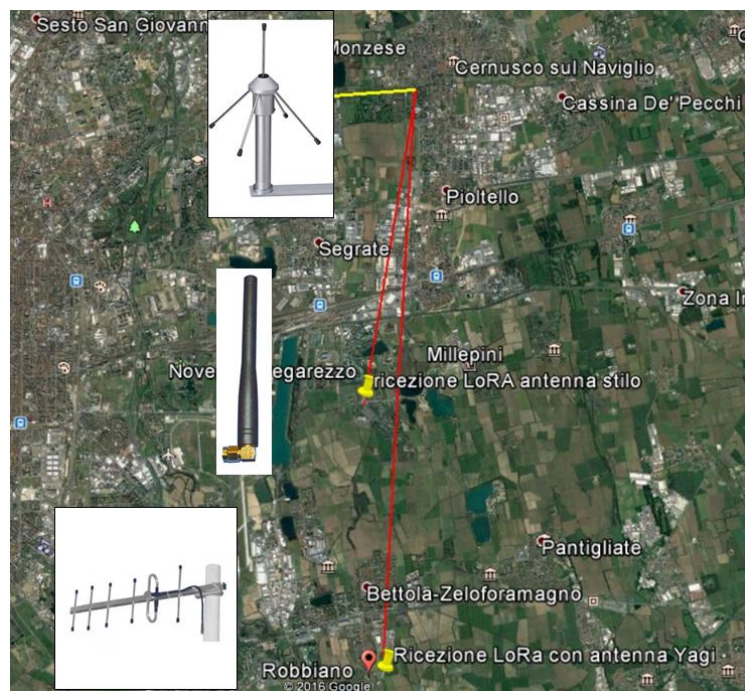 Sesto San Giovann
Monzese
Cernusco sul Naviglio
Cassina De' Pecchi
Pioltello
Segrate
Zona I
Millepini
Nove
egarezzo
ricezione LoRA antenna stilo
Pantigliate
Bettola-Zeloforamagno
Ricezione LoRa con antenna Yagi
Robbiano
© 2016 Google